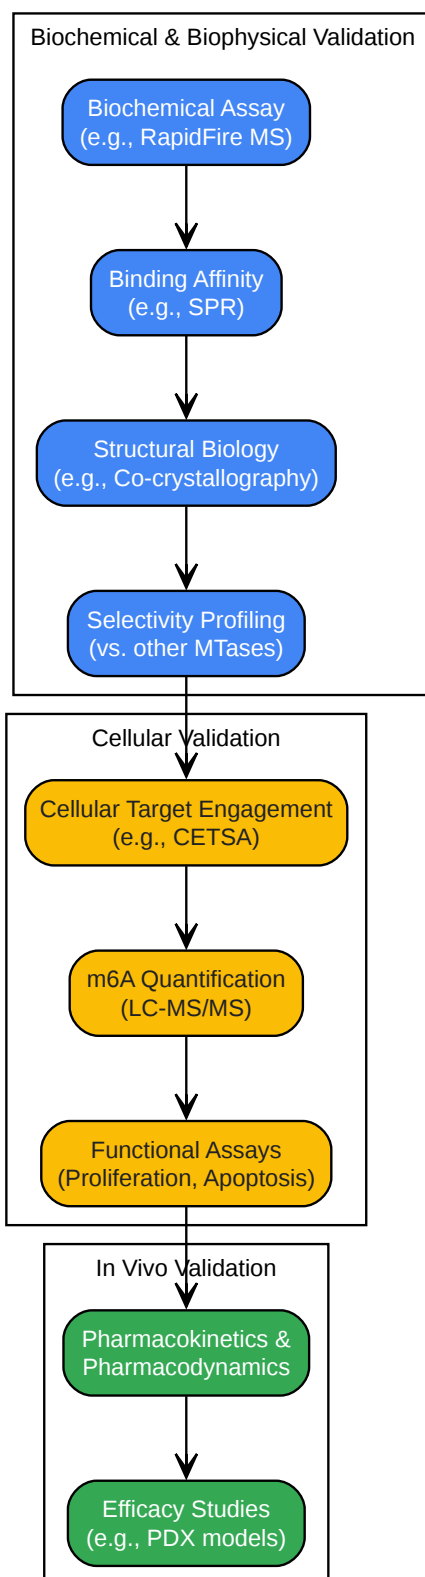 Biochemical & Biophysical Validation
Biochemical Assay
(e.g., RapidFire MS)
Binding Affinity
(e.g., SPR)
Structural Biology
(e.g., Co-crystallography)
Selectivity Profiling
(vs. other MTases)
Cellular Validation
Cellular Target Engagement
(e.g., CETSA)
m6A Quantification
(LC-MS/MS)
Functional Assays
(Proliferation, Apoptosis)
In Vivo Validation
Pharmacokinetics &
Pharmacodynamics
Efficacy Studies
(e.g., PDX models)